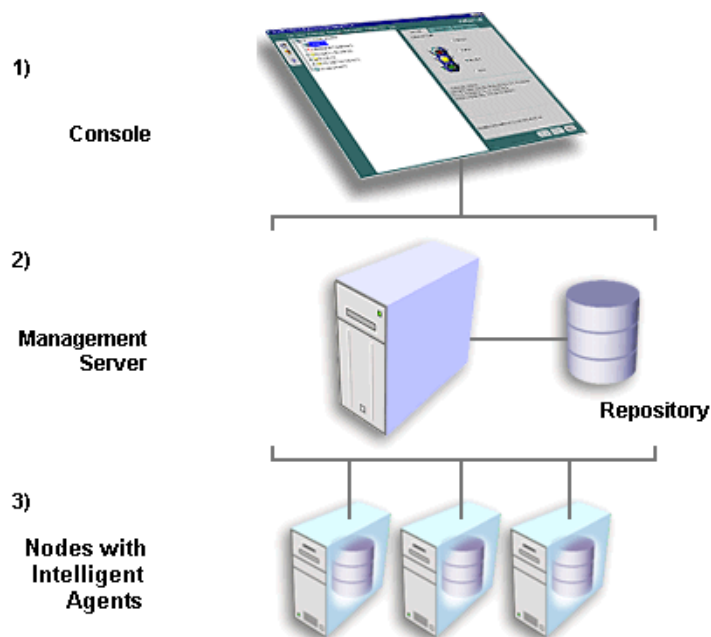 1)
Console
2)
Management
Server
Repository
3)
Nodes with
Intelligent
Agents